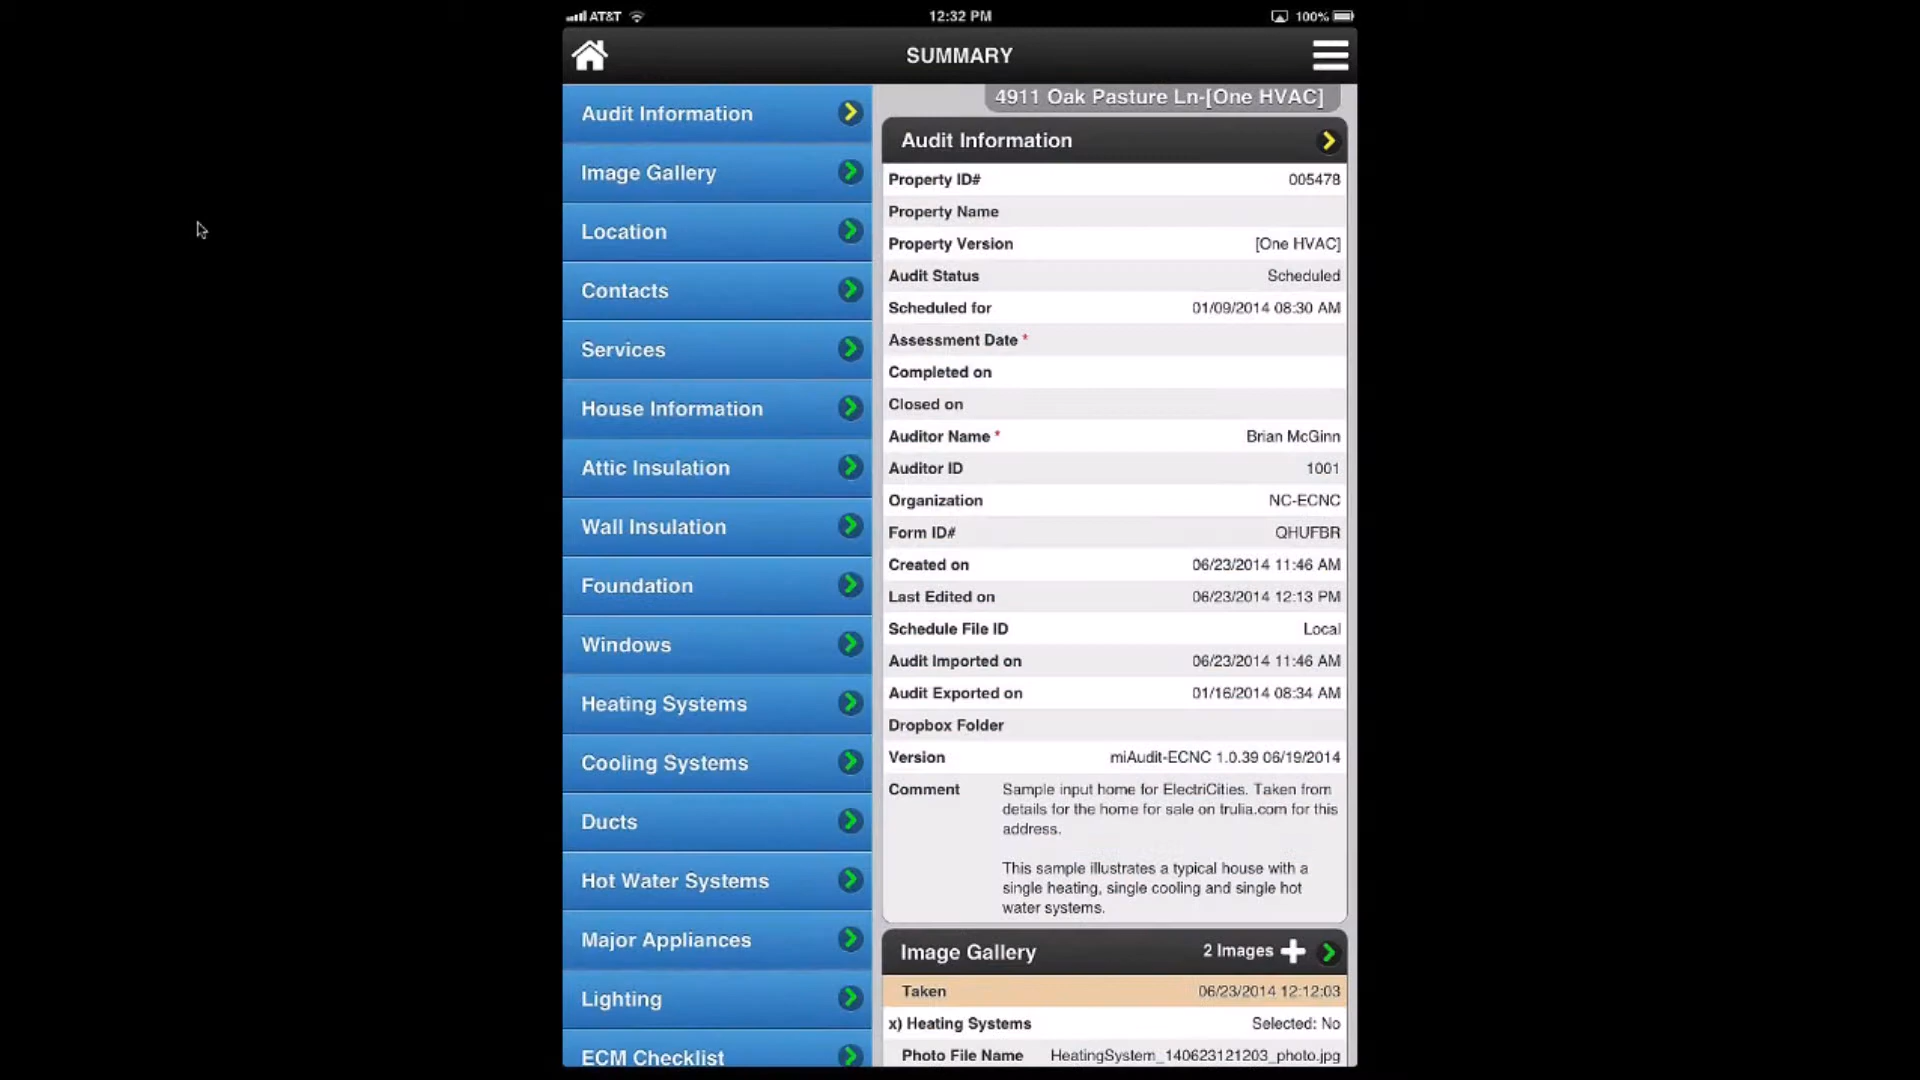 AT&T 12:32 PM 100%
SUMMARY
Audit Information
Image Gallery
Location
Contacts
Services
House Information
Attic Insulation
Wall Insulation
Foundation
Windows
Heating Systems
Cooling Systems
Ducts
Hot Water Systems
Major Appliances
Lighting
ECM Checklist
4911 Oak Pasture Ln-[One HVAC]
Audit Information
Property ID# 005478
Property Name
Property Version [One HVAC]
Audit Status Scheduled
Scheduled for 01/09/2014 08:30 AM
Assessment Date *
Completed on
Closed on
Auditor Name * Brian McGinn
Auditor ID 1001
Organization NC-ECNC
Form ID# QHUFBR
Created on 06/23/2014 11:46 AM
Last Edited on 06/23/2014 12:13 PM
Schedule File ID Local
Audit Imported on 06/23/2014 11:46 AM
Audit Exported on 01/16/2014 08:34 AM
Dropbox Folder
Version miAudit-ECNC 1.0.39 06/19/2014
Comment Sample input home for ElectriCities. Taken from
details for the home for sale on trulia.com for this
address.
This sample illustrates a typical house with a
single heating, single cooling and single hot
water systems.
Image Gallery 2 Images
Taken 06/23/2014 12:12:03
x) Heating Systems Selected: No
Photo File Name HeatingSystem_140623121203_photo.jpg